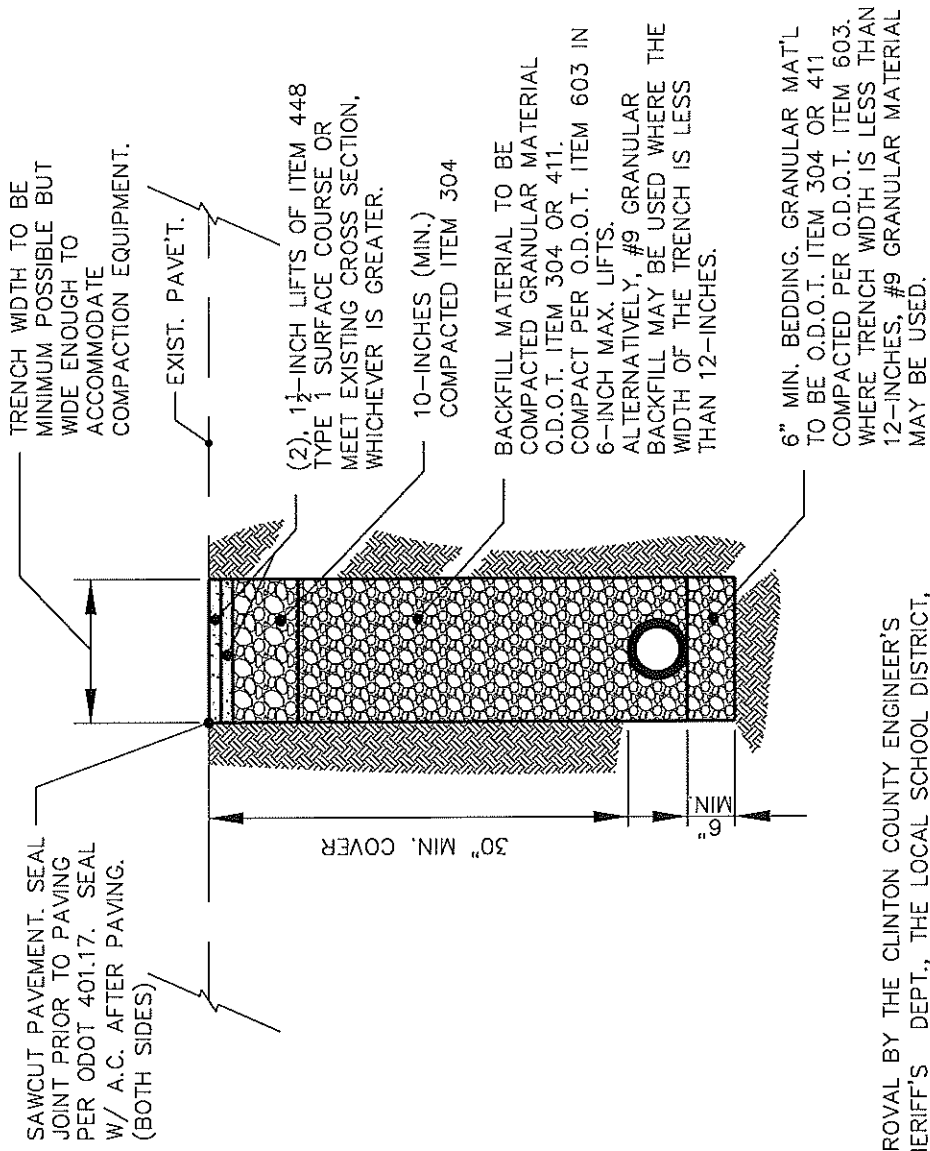 TRENCH WIDTH TO BE
MINIMUM POSSIBLE BUT
WIDE ENOUGH TO
ACCOMMODATE
COMPACTION EQUIPMENT.
EXIST. PAVE'T.
SAWCUT PAVEMENT. SEAL
JOINT PRIOR TO PAVING
PER ODOT 401.17. SEAL
W/ A.C. AFTER PAVING.
(BOTH SIDES)
(2), 1½-INCH LIFTS OF ITEM 448
TYPE 1 SURFACE COURSE OR
MEET EXISTING CROSS SECTION,
WHICHEVER IS GREATER.
10-INCHES (MIN.)
COMPACTED ITEM 304
BACKFILL MATERIAL TO BE
COMPACTED GRANULAR MATERIAL
O.D.O.T. ITEM 304 OR 411.
COMPACT PER O.D.O.T. ITEM 603 IN
6-INCH MAX. LIFTS.
ALTERNATIVELY, #9 GRANULAR
BACKFILL MAY BE USED WHERE THE
WIDTH OF THE TRENCH IS LESS
THAN 12-INCHES.
30" MIN. COVER
6"
MIN.
6" MIN. BEDDING. GRANULAR MAT'L
TO BE O.D.O.T. ITEM 304 OR 411
COMPACTED PER O.D.O.T. ITEM 603.
WHERE TRENCH WIDTH IS LESS THAN
12-INCHES, #9 GRANULAR MATERIAL
MAY BE USED.
ROVAL BY THE CLINTON COUNTY ENGINEER'S
HERIFF'S DEPT., THE LOCAL SCHOOL DISTRICT,